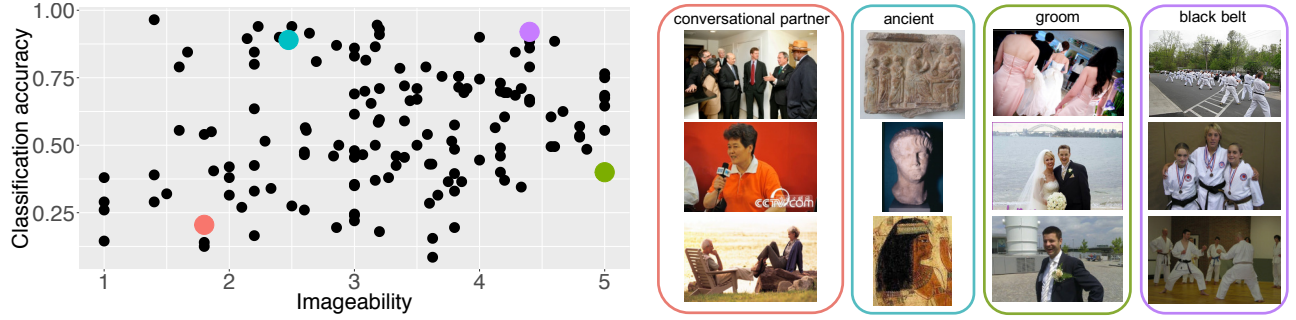 1.00
0.75
0.50
0.25
Classification accuracy
1 2 3 4 5
Imageability
conversational partner
ancient
groom
black belt
CCTV.com